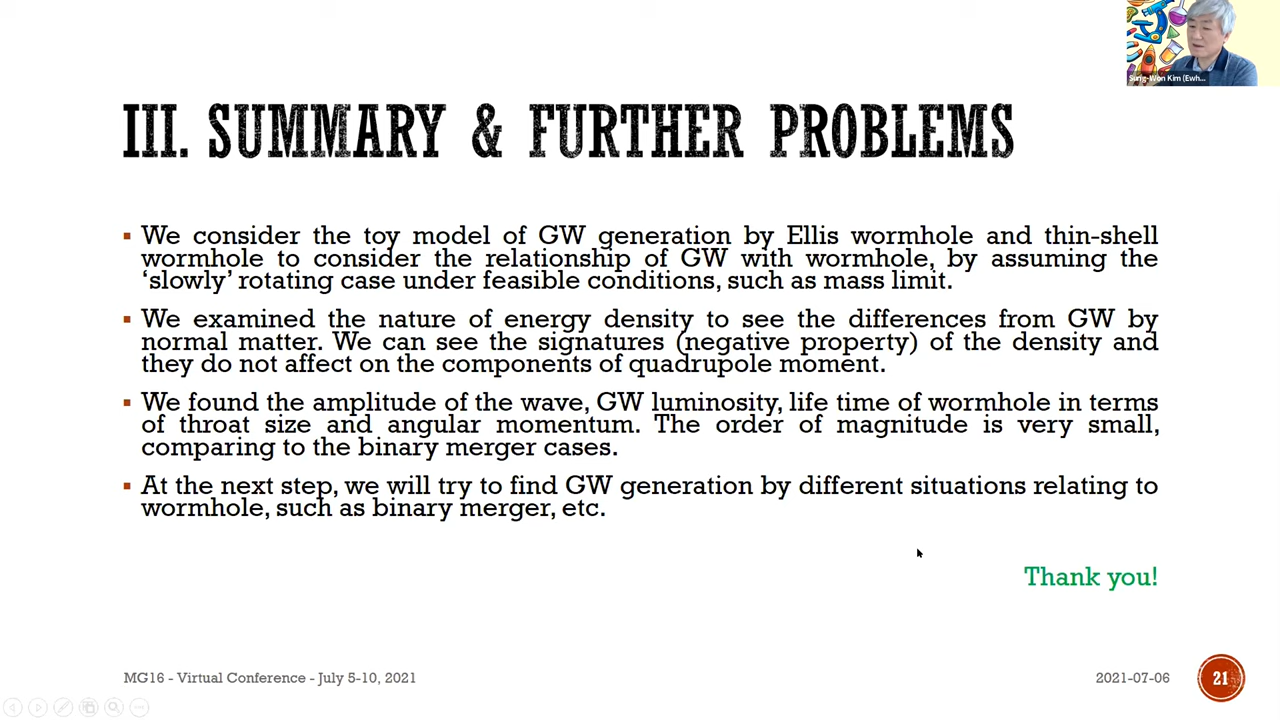 Sung-Won Kim (Ewh...
III. SUMMARY & FURTHER PROBLEMS
▪ We consider the toy model of GW generation by Ellis wormhole and thin-shell
wormhole to consider the relationship of GW with wormhole, by assuming the
‘slowly’ rotating case under feasible conditions, such as mass limit.
▪ We examined the nature of energy density to see the differences from GW by
normal matter. We can see the signatures (negative property) of the density and
they do not affect on the components of quadrupole moment.
▪ We found the amplitude of the wave, GW luminosity, life time of wormhole in terms
of throat size and angular momentum. The order of magnitude is very small,
comparing to the binary merger cases.
▪ At the next step, we will try to find GW generation by different situations relating to
wormhole, such as binary merger, etc.
Thank you!
MG16 - Virtual Conference - July 5-10, 2021
2021-07-06
21